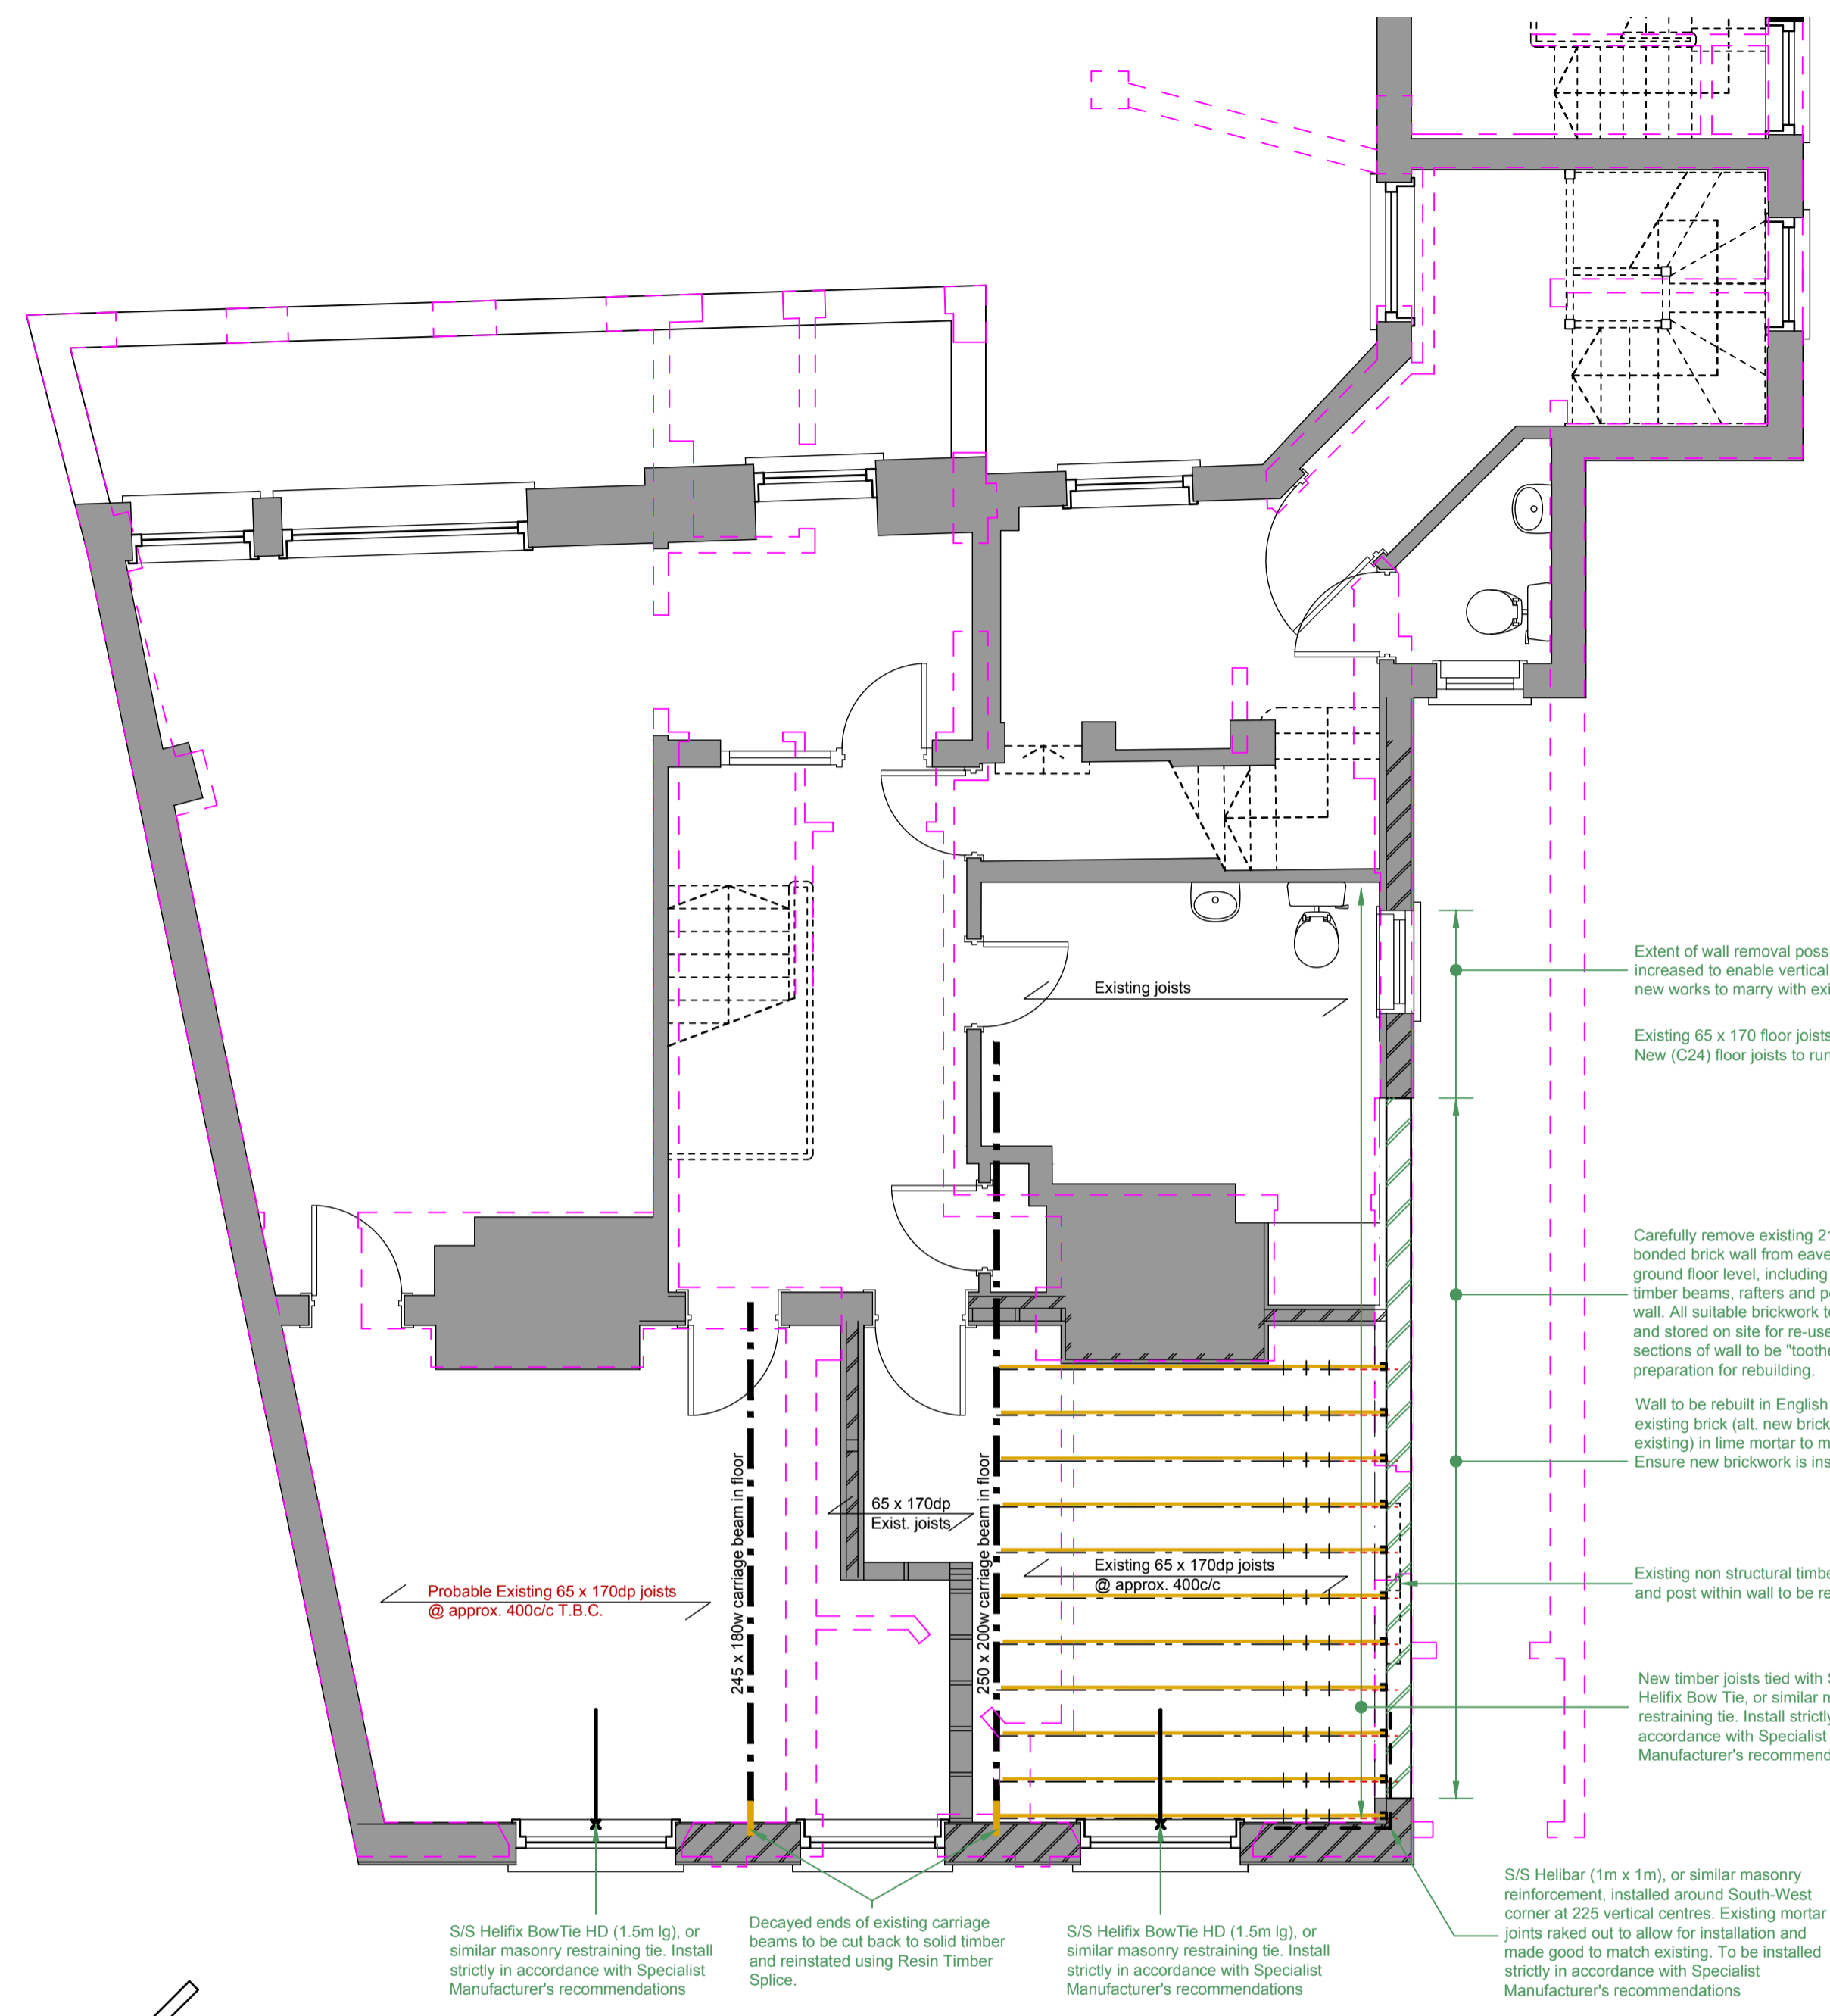 Extent of wall removal
increased to enable vertical
new works to marry with
Existing 65 x 170 floor joists
New (C24) floor joists to
Existing joists
Carefully remove existing
bonded brick wall from
ground floor level, including
timber beams, rafters and
wall. All suitable brickwork
and stored on site for re-use
sections of wall to be
preparation for rebuilding.
Wall to be rebuilt in English
existing brick (alt. new
existing) in lime mortar to
Ensure new brickwork is
245 x 180w carriage beam in floor
65 x 170dp
Exist. joists
250 x 200w carriage beam in floor
Existing 65 x 170dp joists
@ approx. 400c/c
Probable Existing 65 x 170dp joists
@ approx. 400c/c T.B.C.
Existing non structural
and post within wall to be
New timber joists tied with
Helifix Bow Tie, or similar
restraining tie. Install
accordance with Specialist
Manufacturer's
S/S Helifix BowTie HD (1.5m lg), or
similar masonry restraining tie. Install
strictly in accordance with Specialist
Manufacturer's recommendations
Decayed ends of existing carriage
beams to be cut back to solid timber
and reinstated using Resin Timber
Splice.
S/S Helifix BowTie HD (1.5m lg), or
similar masonry restraining tie. Install
strictly in accordance with Specialist
Manufacturer's recommendations
S/S Helibar (1m x 1m), or similar masonry
reinforcement, installed around South-West
corner at 225 vertical centres. Existing mortar
joints raked out to allow for installation and
made good to match existing. To be installed
strictly in accordance with Specialist
Manufacturer's recommendations